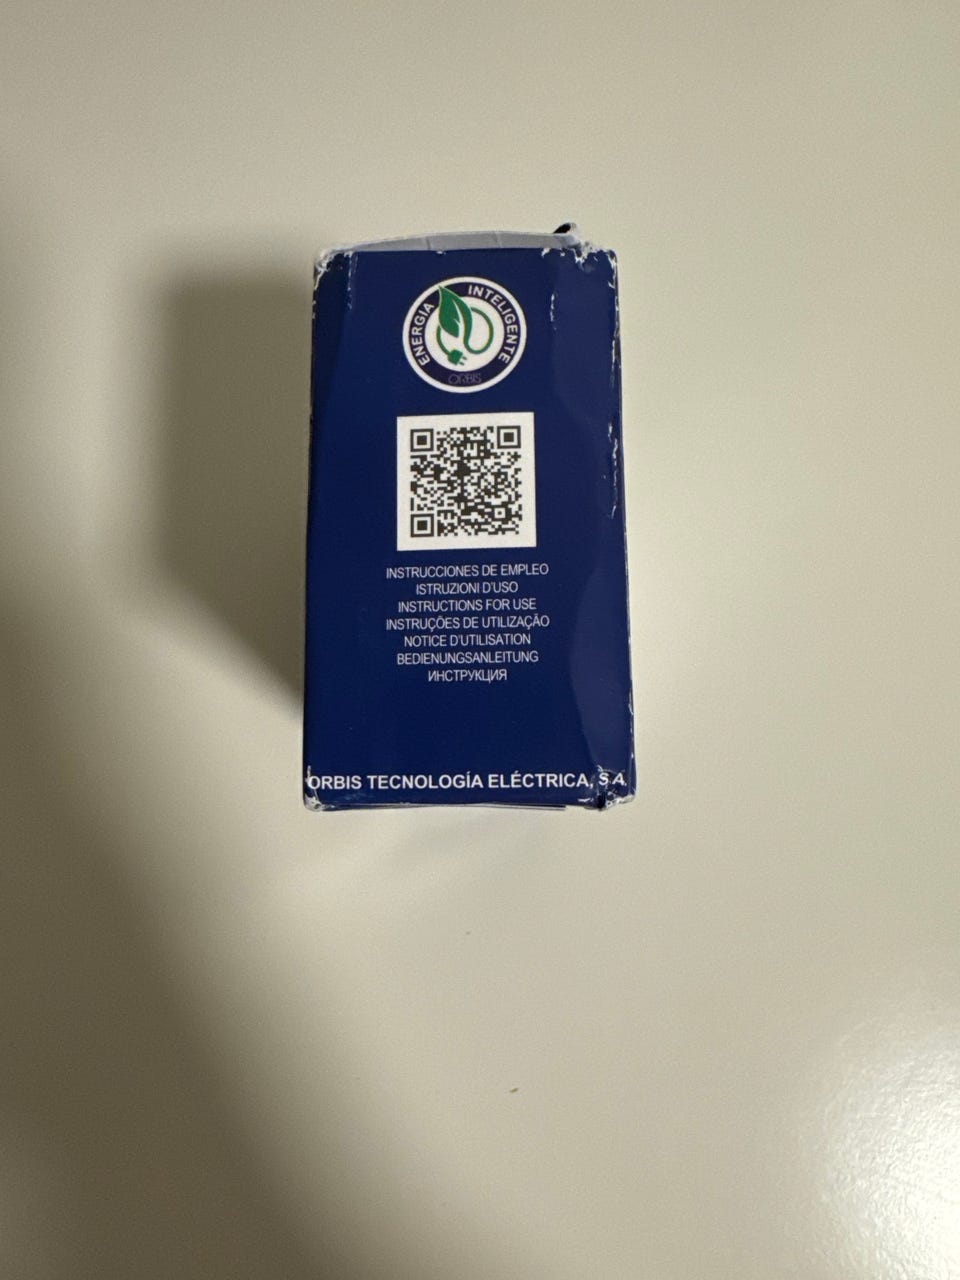 ENERGIA INTELIGENTE
ORBIS
INSTRUCCIONES DE EMPLEO
ISTRUZIONI D'USO
INSTRUCTIONS FOR USE
INSTRUÇÕES DE UTILIZAÇÃO
NOTICE D'UTILISATION
BEDIENUNGSANLEITUNG
ИНСТРУКЦИЯ
ORBIS TECNOLOGÍA ELÉCTRICA, S.A.